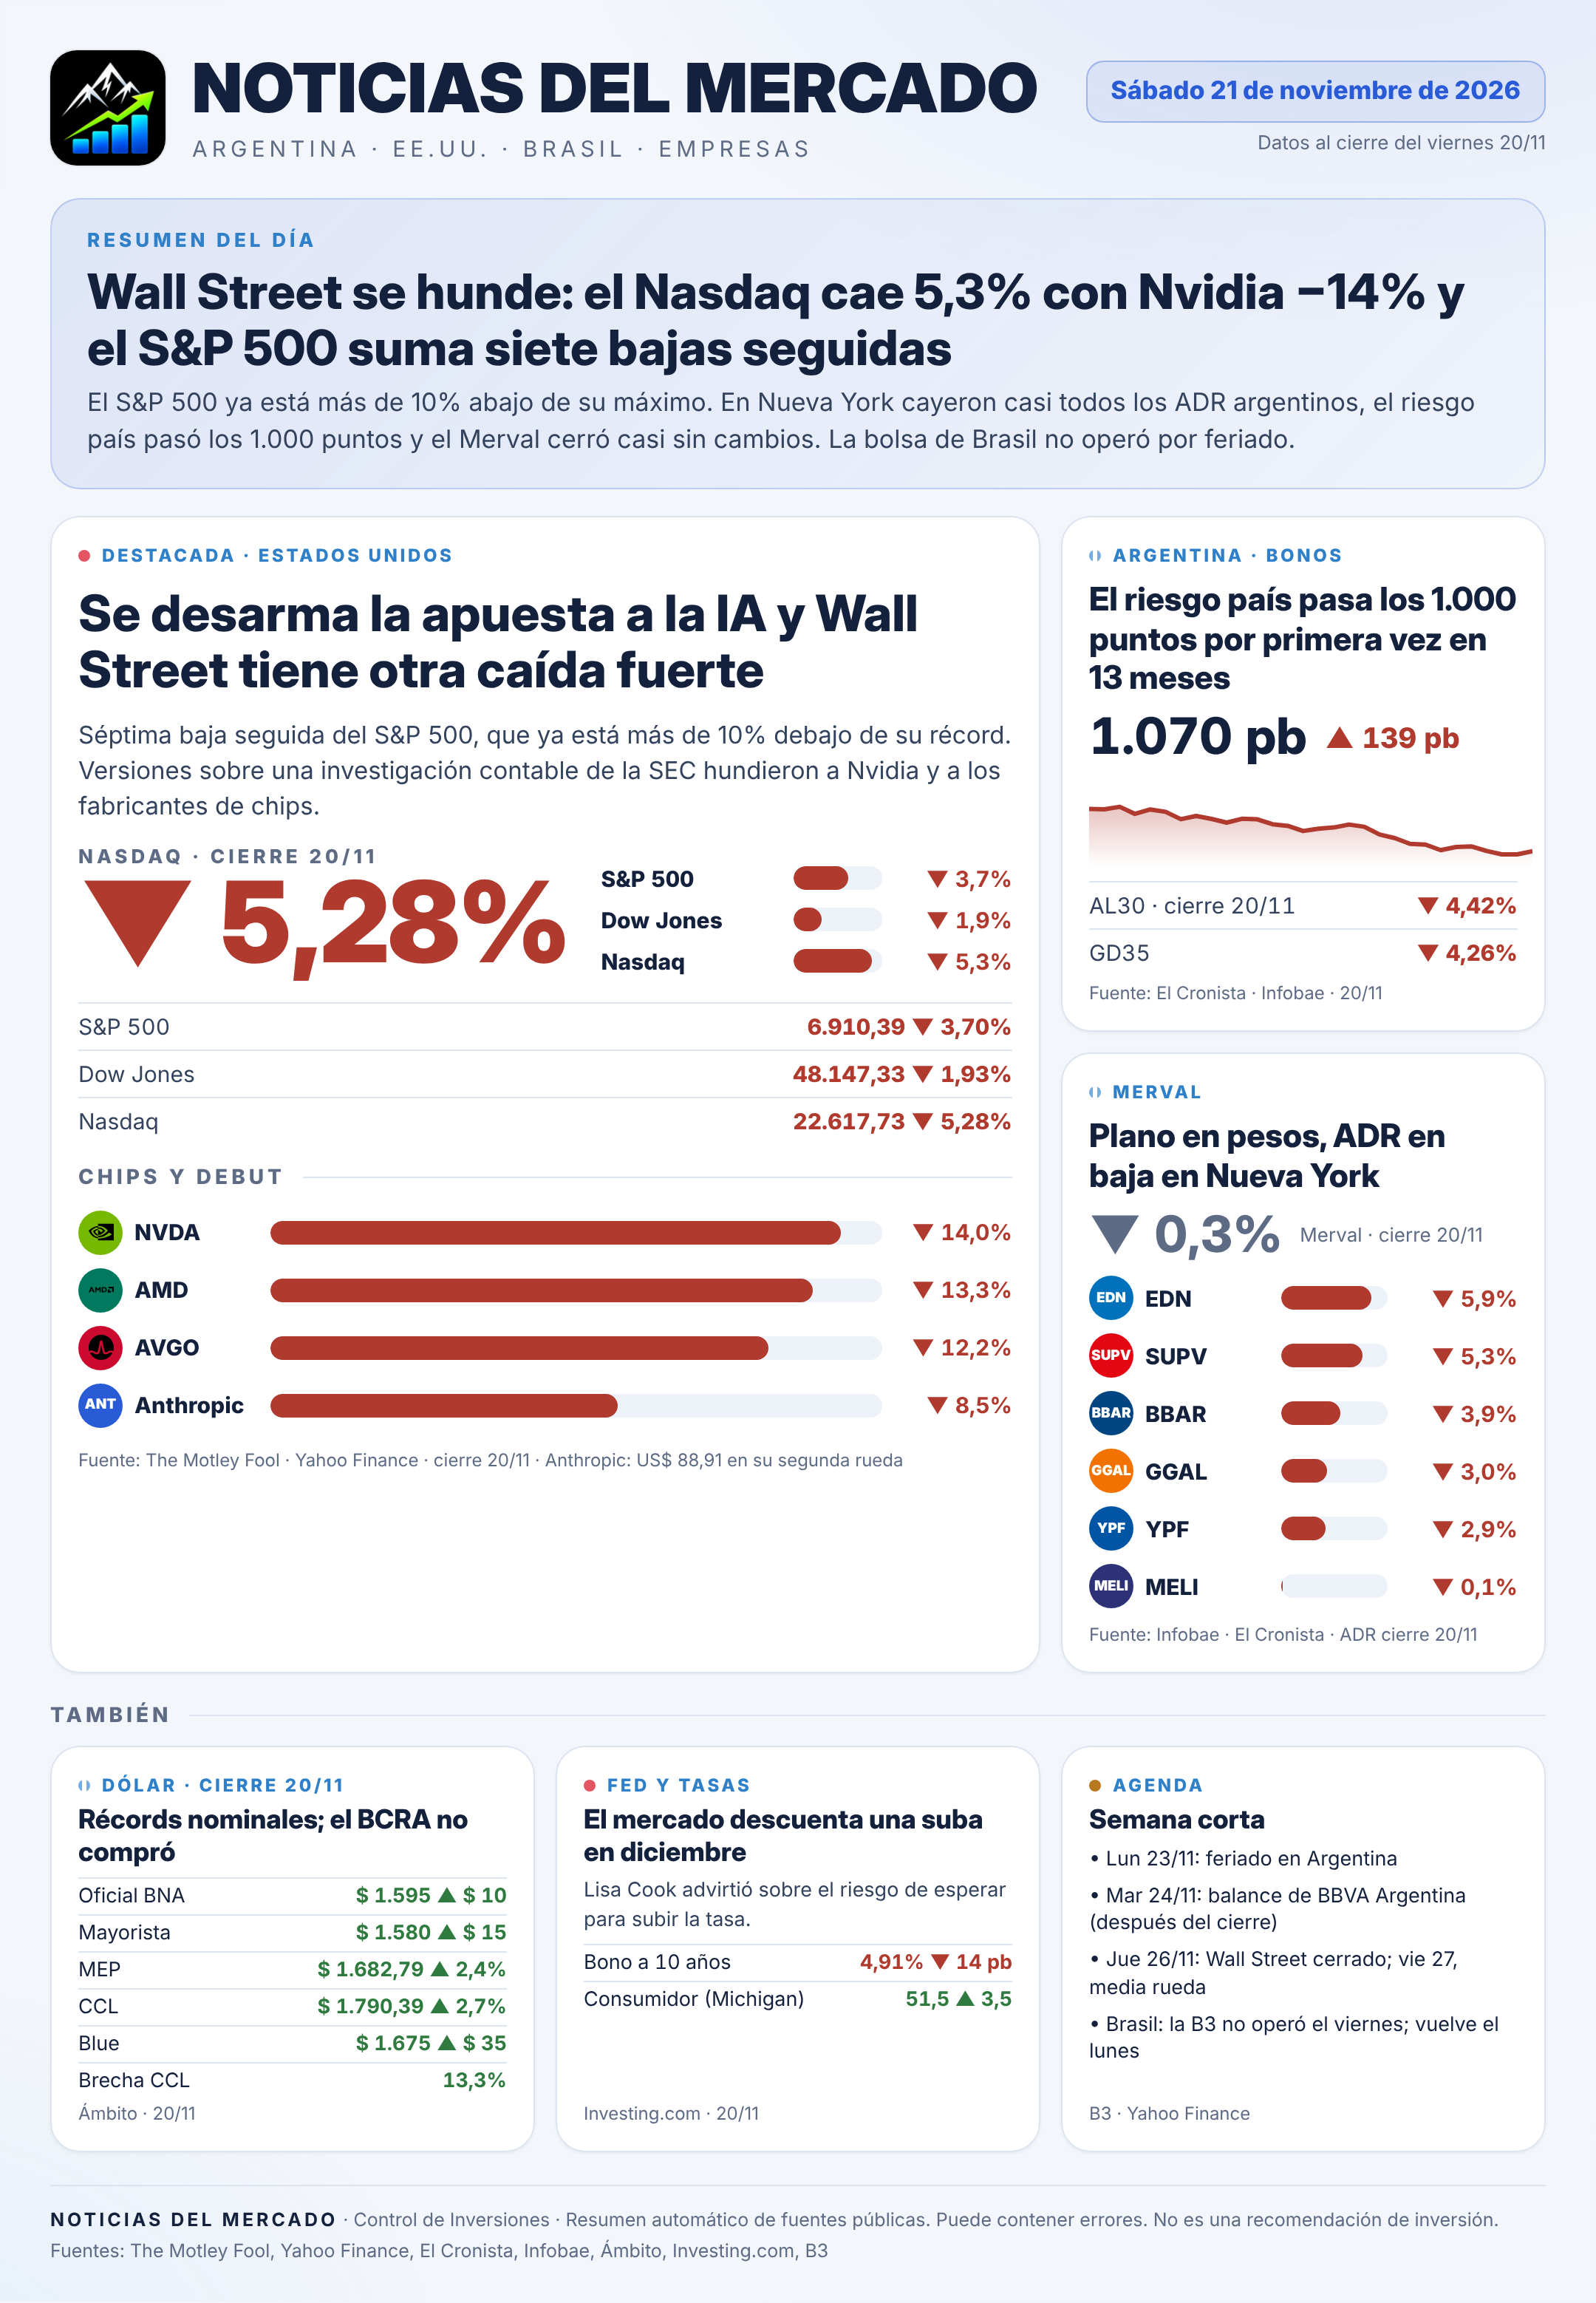 NOTICIAS DEL MERCADO
ARGENTINA · EE.UU. · BRASIL · EMPRESAS
Sábado 21 de noviembre de 2026
Datos al cierre del viernes 20/11
RESUMEN DEL DÍA
Wall Street se hunde: el Nasdaq cae 5,3% con Nvidia −14% y
el S&P 500 suma siete bajas seguidas
El S&P 500 ya está más de 10% abajo de su máximo. En Nueva York cayeron casi todos los ADR argentinos, el riesgo
país pasó los 1.000 puntos y el Merval cerró casi sin cambios. La bolsa de Brasil no operó por feriado.
DESTACADA · ESTADOS UNIDOS
Se desarma la apuesta a la IA y Wall
Street tiene otra caída fuerte
Séptima baja seguida del S&P 500, que ya está más de 10% debajo de su récord.
Versiones sobre una investigación contable de la SEC hundieron a Nvidia y a los
fabricantes de chips.
NASDAQ · CIERRE 20/11
▼ 5,28%
S&P 500 ▼ 3,7%
Dow Jones ▼ 1,9%
Nasdaq ▼ 5,3%
S&P 500 6.910,39 ▼ 3,70%
Dow Jones 48.147,33 ▼ 1,93%
Nasdaq 22.617,73 ▼ 5,28%
CHIPS Y DEBUT
NVDA ▼ 14,0%
AMD AMD ▼ 13,3%
AVGO ▼ 12,2%
ANT Anthropic ▼ 8,5%
Fuente: The Motley Fool · Yahoo Finance · cierre 20/11 · Anthropic: US$ 88,91 en su segunda rueda
ARGENTINA · BONOS
El riesgo país pasa los 1.000
puntos por primera vez en
13 meses
1.070 pb ▲ 139 pb
AL30 · cierre 20/11 ▼ 4,42%
GD35 ▼ 4,26%
Fuente: El Cronista · Infobae · 20/11
MERVAL
Plano en pesos, ADR en
baja en Nueva York
▼ 0,3% Merval · cierre 20/11
EDN EDN ▼ 5,9%
SUPV SUPV ▼ 5,3%
BBAR BBAR ▼ 3,9%
GGAL GGAL ▼ 3,0%
YPF YPF ▼ 2,9%
MELI MELI ▼ 0,1%
Fuente: Infobae · El Cronista · ADR cierre 20/11
TAMBIÉN
DÓLAR · CIERRE 20/11
Récords nominales; el BCRA no
compró
Oficial BNA $ 1.595 ▲ $ 10
Mayorista $ 1.580 ▲ $ 15
MEP $ 1.682,79 ▲ 2,4%
CCL $ 1.790,39 ▲ 2,7%
Blue $ 1.675 ▲ $ 35
Brecha CCL 13,3%
Ámbito · 20/11
FED Y TASAS
El mercado descuenta una suba
en diciembre
Lisa Cook advirtió sobre el riesgo de esperar
para subir la tasa.
Bono a 10 años 4,91% ▼ 14 pb
Consumidor (Michigan) 51,5 ▲ 3,5
Investing.com · 20/11
AGENDA
Semana corta
• Lun 23/11: feriado en Argentina
• Mar 24/11: balance de BBVA Argentina
(después del cierre)
• Jue 26/11: Wall Street cerrado; vie 27,
media rueda
• Brasil: la B3 no operó el viernes; vuelve el
lunes
B3 · Yahoo Finance
NOTICIAS DEL MERCADO · Control de Inversiones · Resumen automático de fuentes públicas. Puede contener errores. No es una recomendación de inversión.
Fuentes: The Motley Fool, Yahoo Finance, El Cronista, Infobae, Ámbito, Investing.com, B3